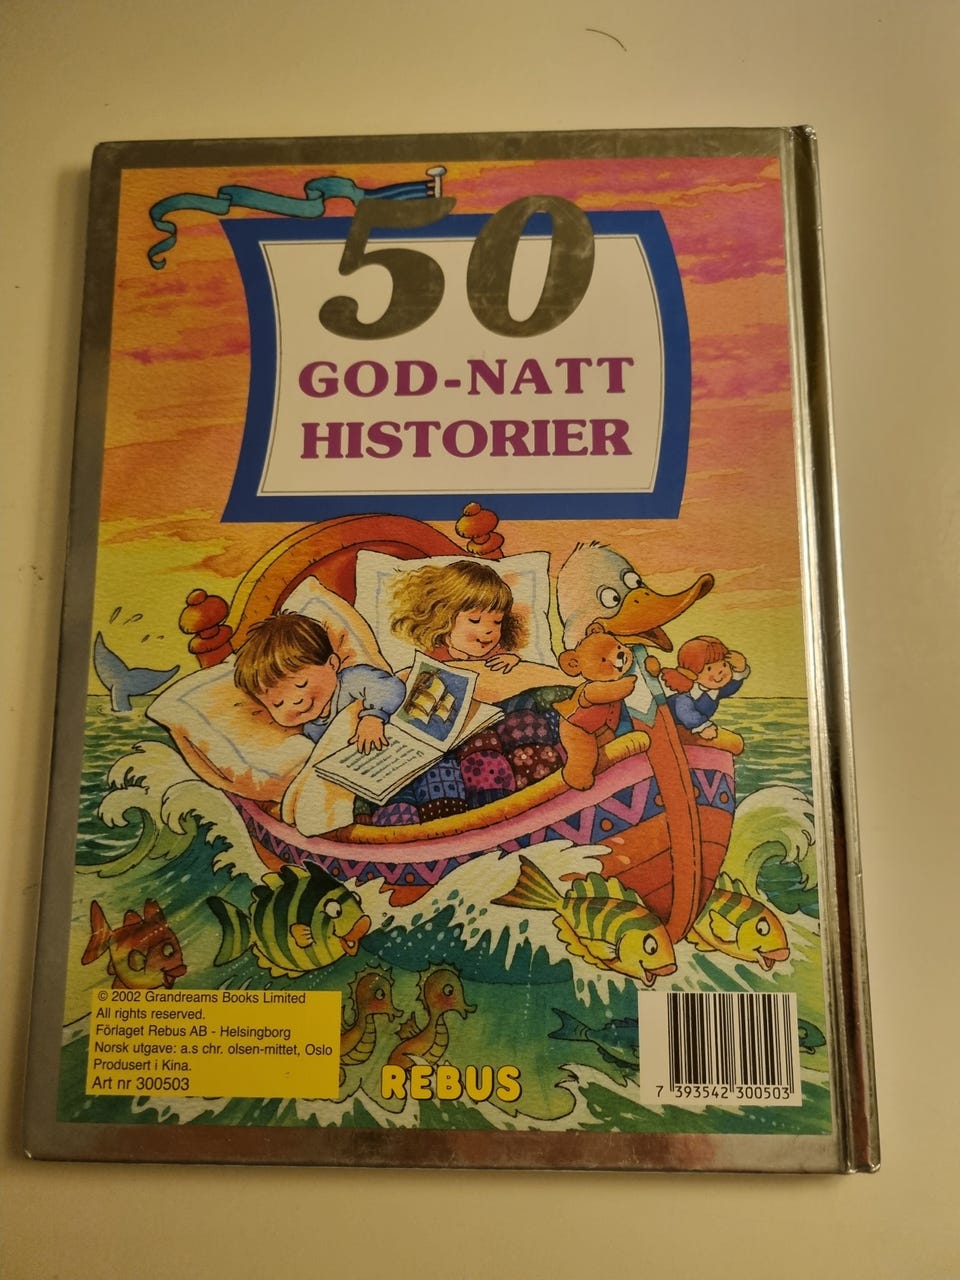 50
GOD-NATT
HISTORIER
© 2002 Grandreams Books Limited
All rights reserved.
Förlaget Rebus AB - Helsingborg
Norsk utgave: a.s chr. olsen-mittet, Oslo
Produsert i Kina.
Art nr 300503
REBUS
7 393542 300503